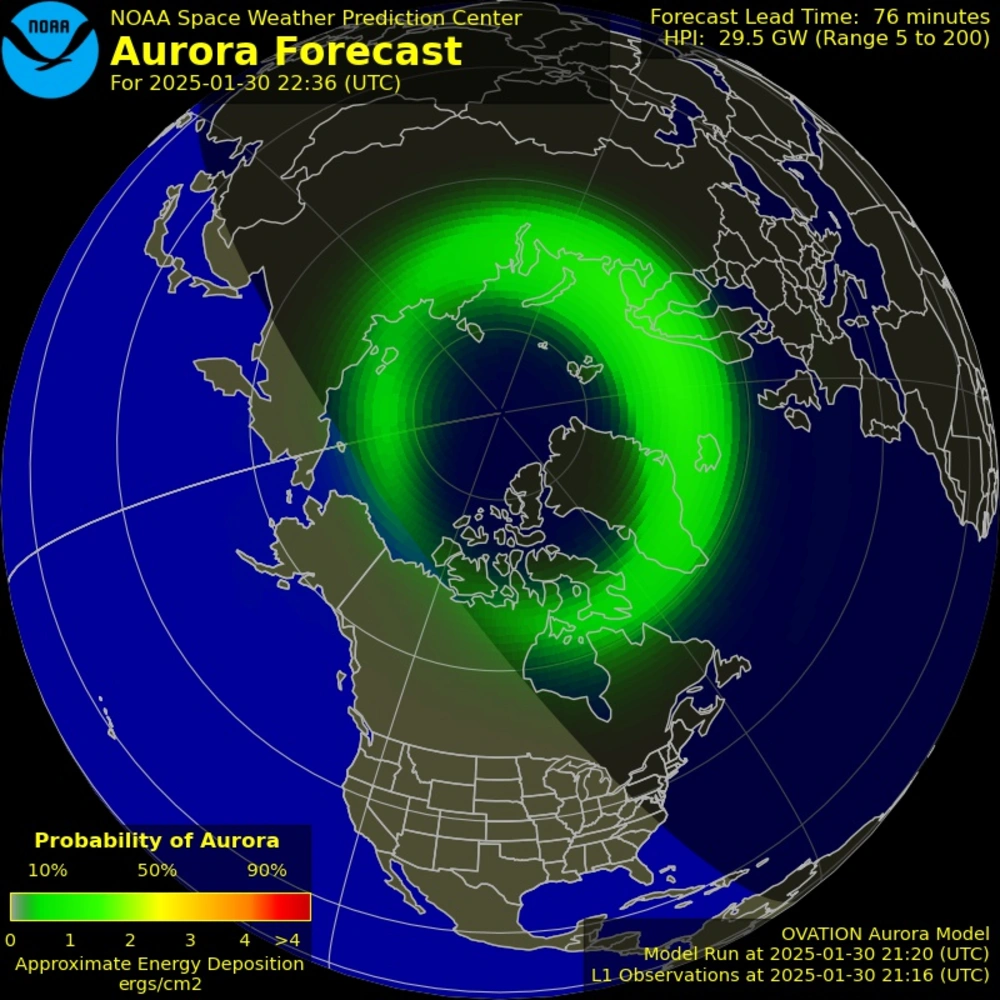 NOAA
NOAA Space Weather Prediction Center
Aurora Forecast
For 2025-01-30 22:36 (UTC)
Forecast Lead Time: 76 minutes
HPI: 29.5 GW (Range 5 to 200)
Probability of Aurora
10% 50% 90%
0 1 2 3 4 >4
Approximate Energy Deposition
ergs/cm2
OVATION Aurora Model
Model Run at 2025-01-30 21:20 (UTC)
L1 Observations at 2025-01-30 21:16 (UTC)